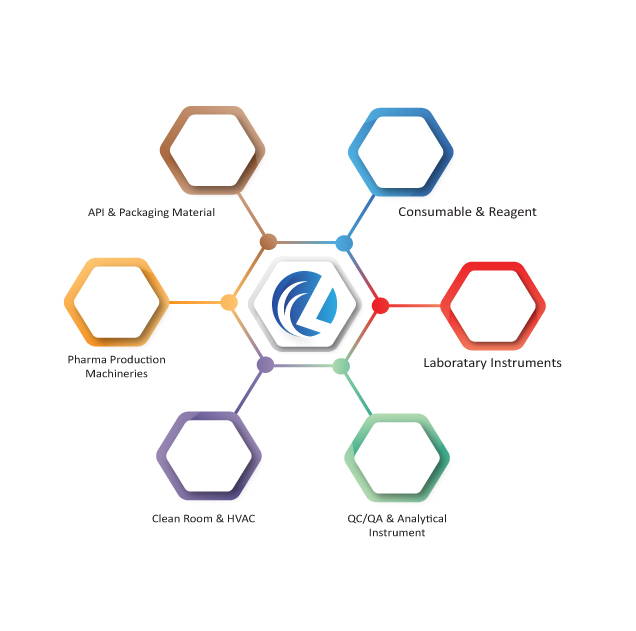 API & Packaging Material
Consumable & Reagent
Pharma Production
Machineries
Laboratary Instruments
Clean Room & HVAC
QC/QA & Analytical
Instrument